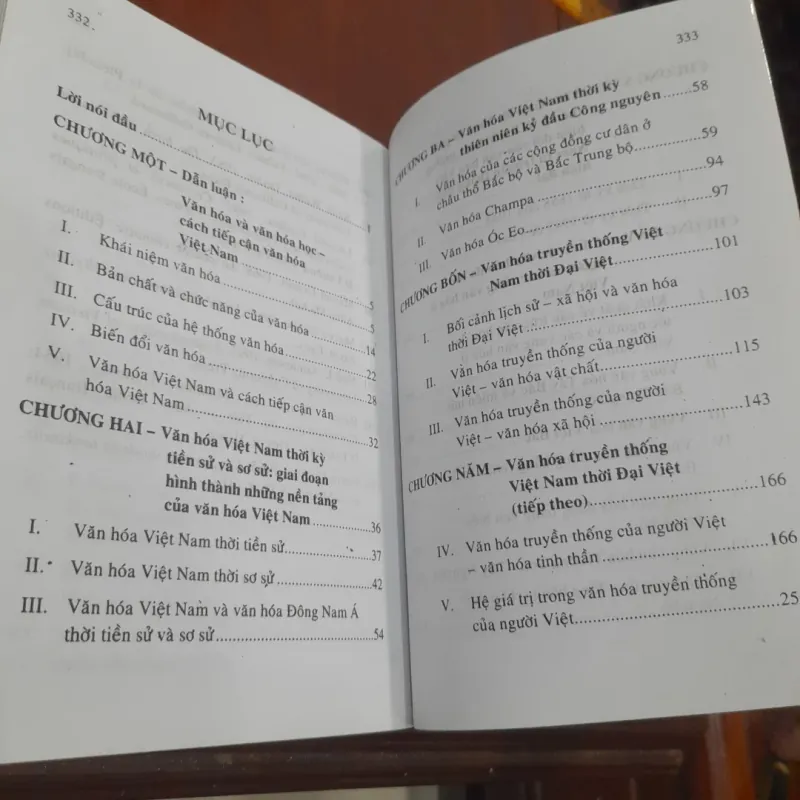 332.
MỤC LỤC
Lời nói đầu ............ 1
CHƯƠNG MỘT – Dẫn luận :
Văn hóa và văn hóa học –
cách tiếp cận văn hóa
Việt Nam ............ 5
I. Khái niệm văn hóa ............ 5
II. Bản chất và chức năng của văn hóa ............ 14
III. Cấu trúc của hệ thống văn hóa ............ 22
IV. Biến đổi văn hóa ............ 28
V. Văn hóa Việt Nam và cách tiếp cận văn
hóa Việt Nam ............ 32
CHƯƠNG HAI – Văn hóa Việt Nam thời kỳ
tiền sử và sơ sử: giai đoạn
hình thành những nền tảng
của văn hóa Việt Nam ............ 36
I. Văn hóa Việt Nam thời tiền sử ............ 37
II. Văn hóa Việt Nam thời sơ sử ............ 42
III. Văn hóa Việt Nam và văn hóa Đông Nam Á
thời tiền sử và sơ sử ............ 54
333
CHƯƠNG BA – Văn hóa Việt Nam thời kỳ
thiên niên kỷ đầu Công nguyên ....... 58
I. Văn hóa của các cộng đồng cư dân ở
châu thổ Bắc bộ và Bắc Trung bộ ............ 59
II. Văn hóa Champa ............ 94
III. Văn hóa Óc Eo ............ 97
CHƯƠNG BỐN – Văn hóa truyền thống Việt
Nam thời Đại Việt ............ 101
I. Bối cảnh lịch sử – xã hội và văn hóa
thời Đại Việt ............ 103
II. Văn hóa truyền thống của người
Việt – văn hóa vật chất ............ 115
III. Văn hóa truyền thống của người
Việt – văn hóa xã hội ............ 143
CHƯƠNG NĂM – Văn hóa truyền thống
Việt Nam thời Đại Việt
(tiếp theo) ............ 166
IV. Văn hóa truyền thống của người Việt
– văn hóa tinh thần ............ 166
V. Hệ giá trị trong văn hóa truyền thống
của người Việt ............ 25